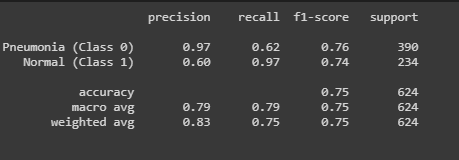 precision recall f1-score support
Pneumonia (Class 0) 0.97 0.62 0.76 390
Normal (Class 1) 0.60 0.97 0.74 234
accuracy 0.75 624
macro avg 0.79 0.79 0.75 624
weighted avg 0.83 0.75 0.75 624